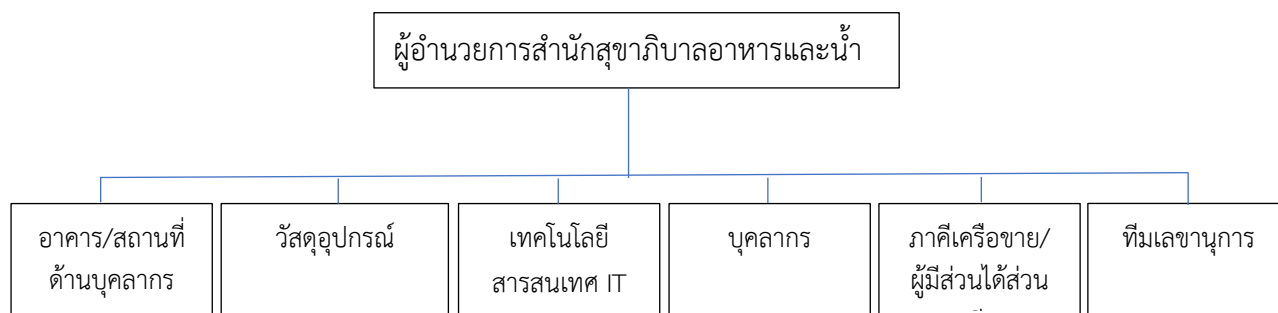 ผู้อำนวยการสำนักสุขาภิบาลอาหารและน้ำ
อาคาร/สถานที่
ด้านบุคลากร
วัสดุอุปกรณ์
เทคโนโลยี
สารสนเทศ IT
บุคลากร
ภาคีเครือขาย/
ผู้มีส่วนได้ส่วน
ทีมเลขานุการ